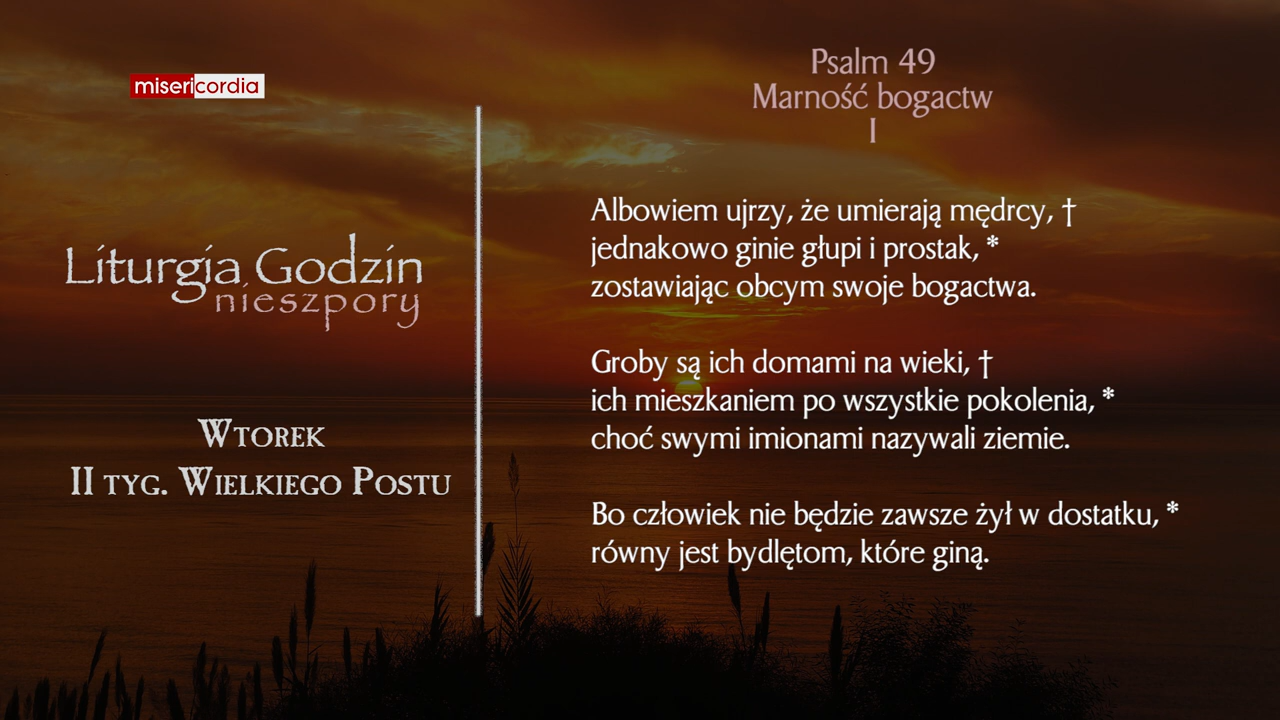 misericordia
Liturgia Godzin
nieszpory
Wtorek
II tyg. Wielkiego Postu
Psalm 49
Marność bogactw
I
Albowiem ujrzy, że umierają mędrcy, †
jednakowo ginie głupi i prostak, *
zostawiając obcym swoje bogactwa.
Groby są ich domami na wieki, †
ich mieszkaniem po wszystkie pokolenia, *
choć swymi imionami nazywali ziemie.
Bo człowiek nie będzie zawsze żył w dostatku, *
równy jest bydlętom, które giną.